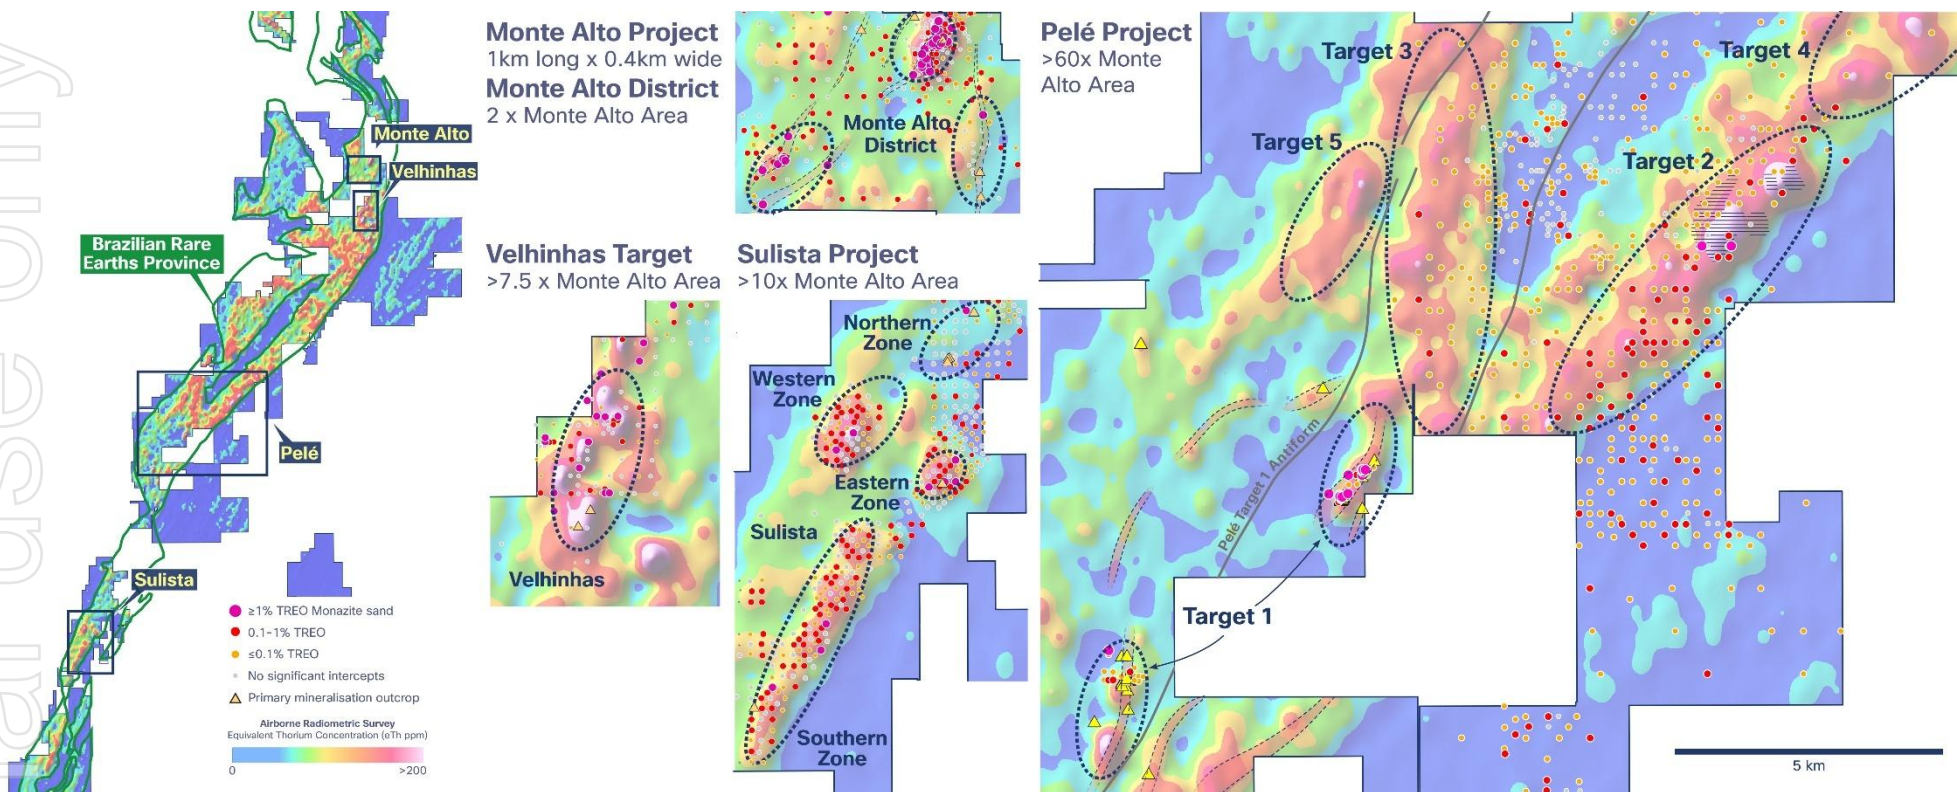 For personal use only
Monte Alto
Velhinhas
Brazilian Rare
Earths Province
Pelé
Sulista
≥1% TREO Monazite sand
0.1-1% TREO
≤0.1% TREO
No significant intercepts
Primary mineralisation outcrop
Airborne Radiometric Survey
Equivalent Thorium Concentration (eTh ppm)
0
>200
Monte Alto Project
1km long x 0.4km wide
Monte Alto District
2 x Monte Alto Area
Monte Alto
District
Velhinhas Target
>7.5 x Monte Alto Area
Velhinhas
Sulista Project
>10x Monte Alto Area
Northern
Zone
Western
Zone
Eastern
Zone
Sulista
Southern
Zone
Pelé Project
>60x Monte
Alto Area
Target 3
Target 4
Target 5
Target 2
Pelé Target 1 Antiform
Target 1
5 km